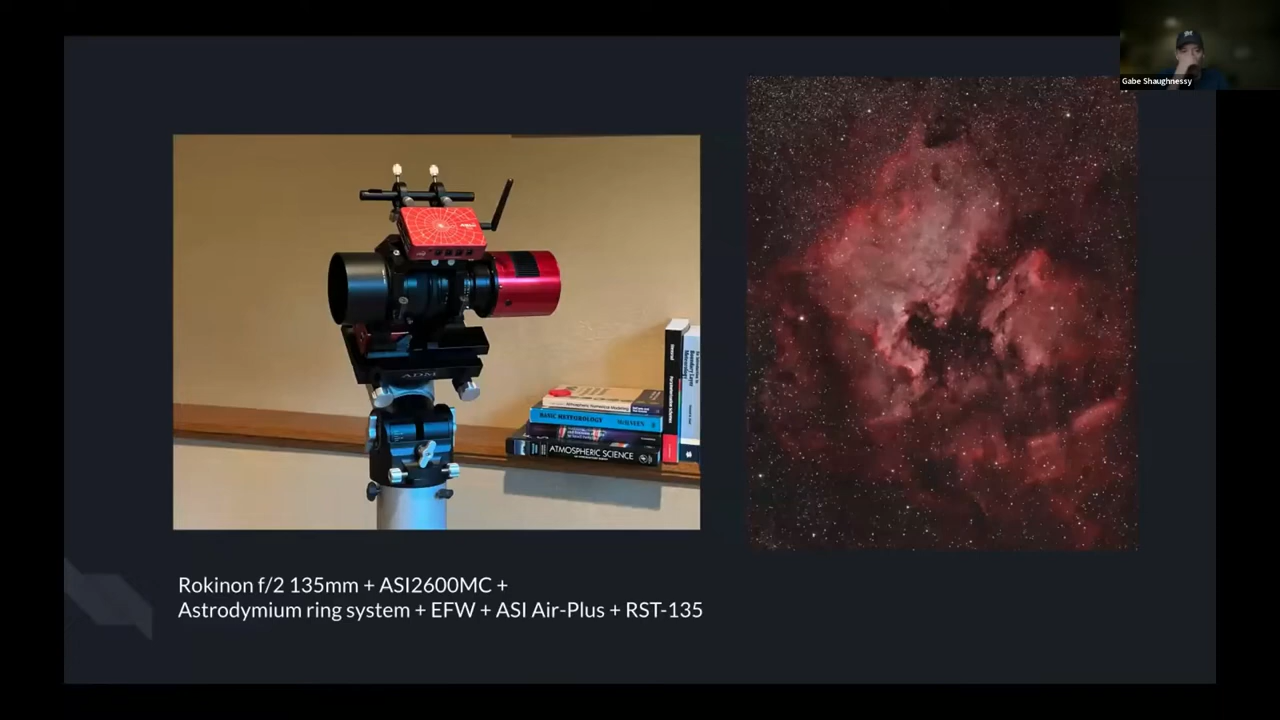 Gabe Shaughnessy
ADM
BASIC METEOROLOGY McILVEEN
ATMOSPHERIC SCIENCE
Rokinon f/2 135mm + ASI2600MC +
Astrodymium ring system + EFW + ASI Air-Plus + RST-135